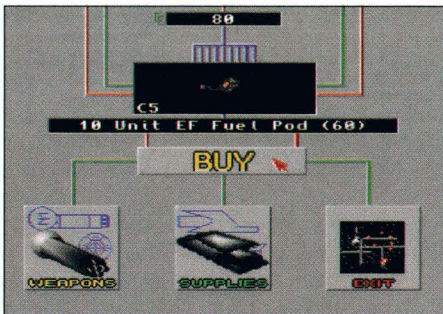 80
C5
10 Unit EF Fuel Pod (60)
BUY
WEAPONS
SUPPLIES
EXIT